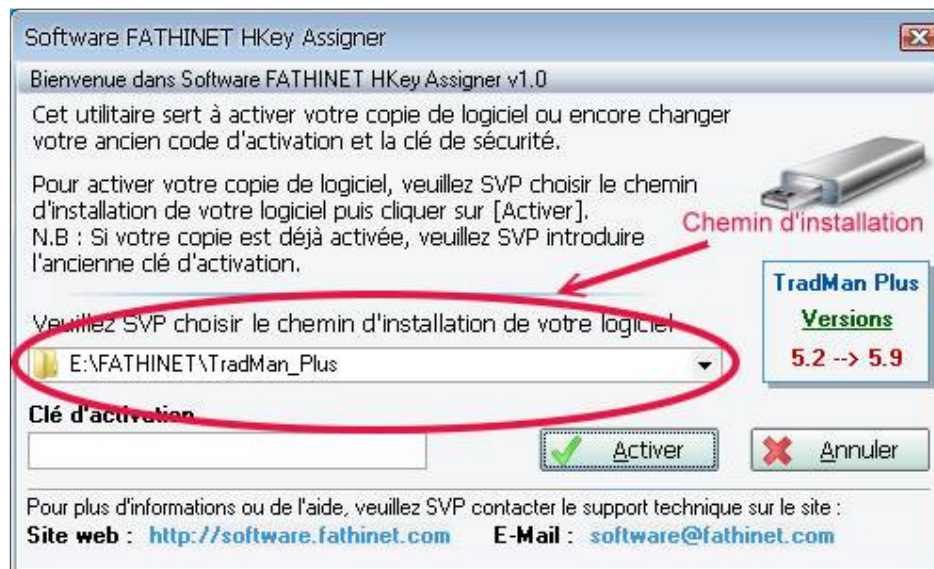 Software FATHINET HKey Assigner
Bienvenue dans Software FATHINET HKey Assigner v1.0
Cet utilitaire sert à activer votre copie de logiciel ou encore changer
votre ancien code d'activation et la clé de sécurité.
Pour activer votre copie de logiciel, veuillez SVP choisir le chemin
d'installation de votre logiciel puis cliquer sur [Activer].
N.B : Si votre copie est déjà activée, veuillez SVP introduire
l'ancienne clé d'activation.
Chemin d'installation
TradMan Plus
Versions
5.2 --> 5.9
Veuillez SVP choisir le chemin d'installation de votre logiciel
E:\FATHINET\TradMan_Plus
Clé d'activation
Activer
Annuler
Pour plus d'informations ou de l'aide, veuillez SVP contacter le support technique sur le site :
Site web : http://software.fathinet.com E-Mail : software@fathinet.com